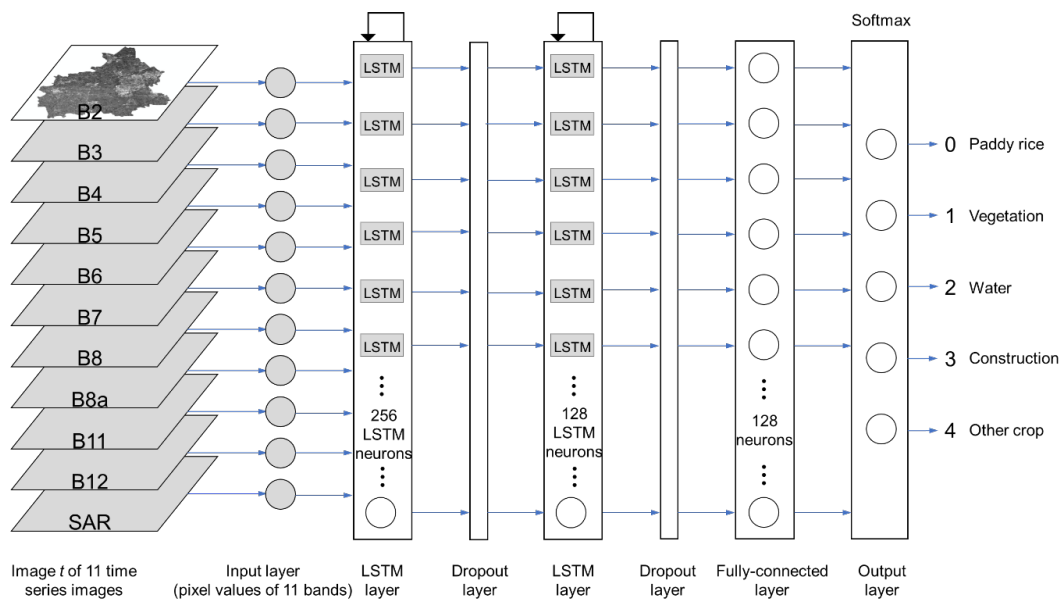 Softmax
B2
B3
B4
B5
B6
B7
B8
B8a
B11
B12
SAR
LSTM
LSTM
LSTM
LSTM
LSTM
LSTM
256
LSTM
neurons
LSTM
LSTM
LSTM
LSTM
LSTM
LSTM
128
LSTM
neurons
128
neurons
0 Paddy rice
1 Vegetation
2 Water
3 Construction
4 Other crop
Image t of 11 time
series images
Input layer
(pixel values of 11 bands)
LSTM
layer
Dropout
layer
LSTM
layer
Dropout
layer
Fully-connected
layer
Output
layer